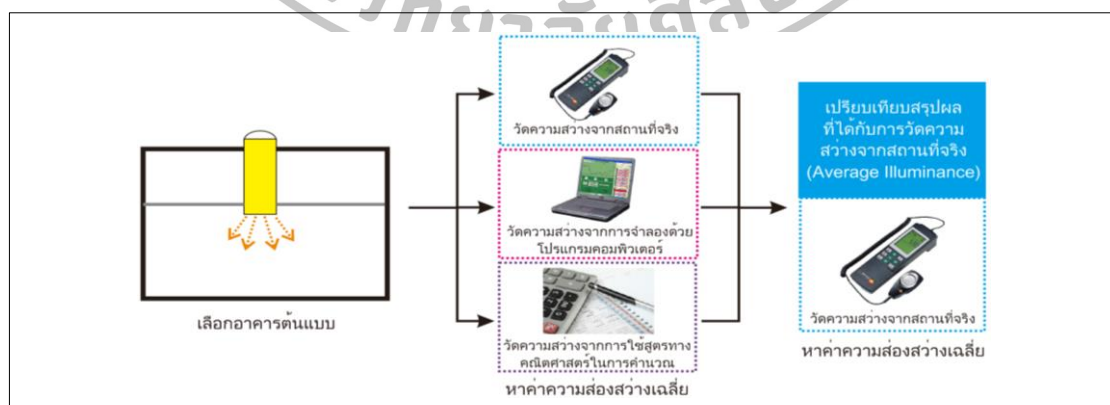 วัดความสว่างจากสถานที่จริง
เลือกอาคารต้นแบบ
วัดความสว่างจากการจำลองด้วย
โปรแกรมคอมพิวเตอร์
วัดความสว่างจากการใช้สูตรทาง
คณิตศาสตร์ในการคำนวณ
หาค่าความส่องสว่างเฉลี่ย
เปรียบเทียบสรุปผล
ที่ได้กับการวัดความ
สว่างจากสถานที่จริง
(Average Illuminance)
วัดความสว่างจากสถานที่จริง
หาค่าความส่องสว่างเฉลี่ย